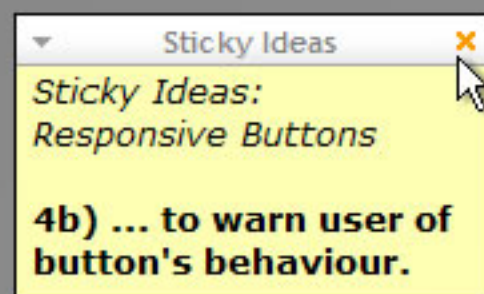 Sticky Ideas
Sticky Ideas:
Responsive Buttons
4b) ... to warn user of
button's behaviour.